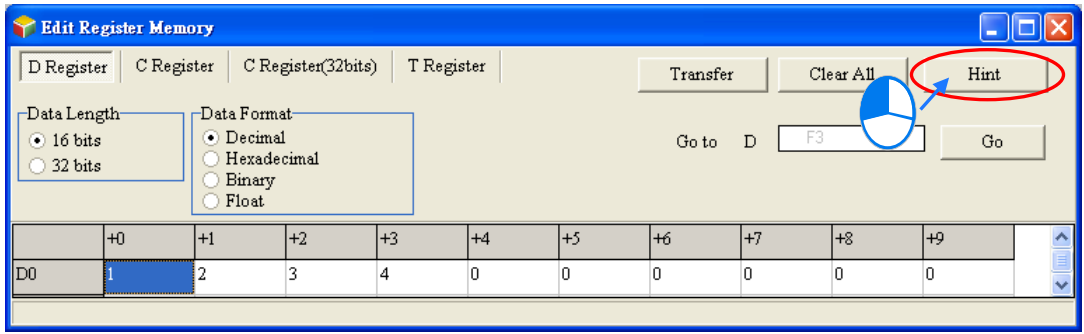 Edit Register Memory
D Register C Register C Register(32bits) T Register Transfer Clear All Hint
Data Length Data Format
16 bits Decimal Go to D F3 Go
32 bits Hexadecimal
Binary
Float
+0 +1 +2 +3 +4 +5 +6 +7 +8 +9
D0 1 2 3 4 0 0 0 0 0 0